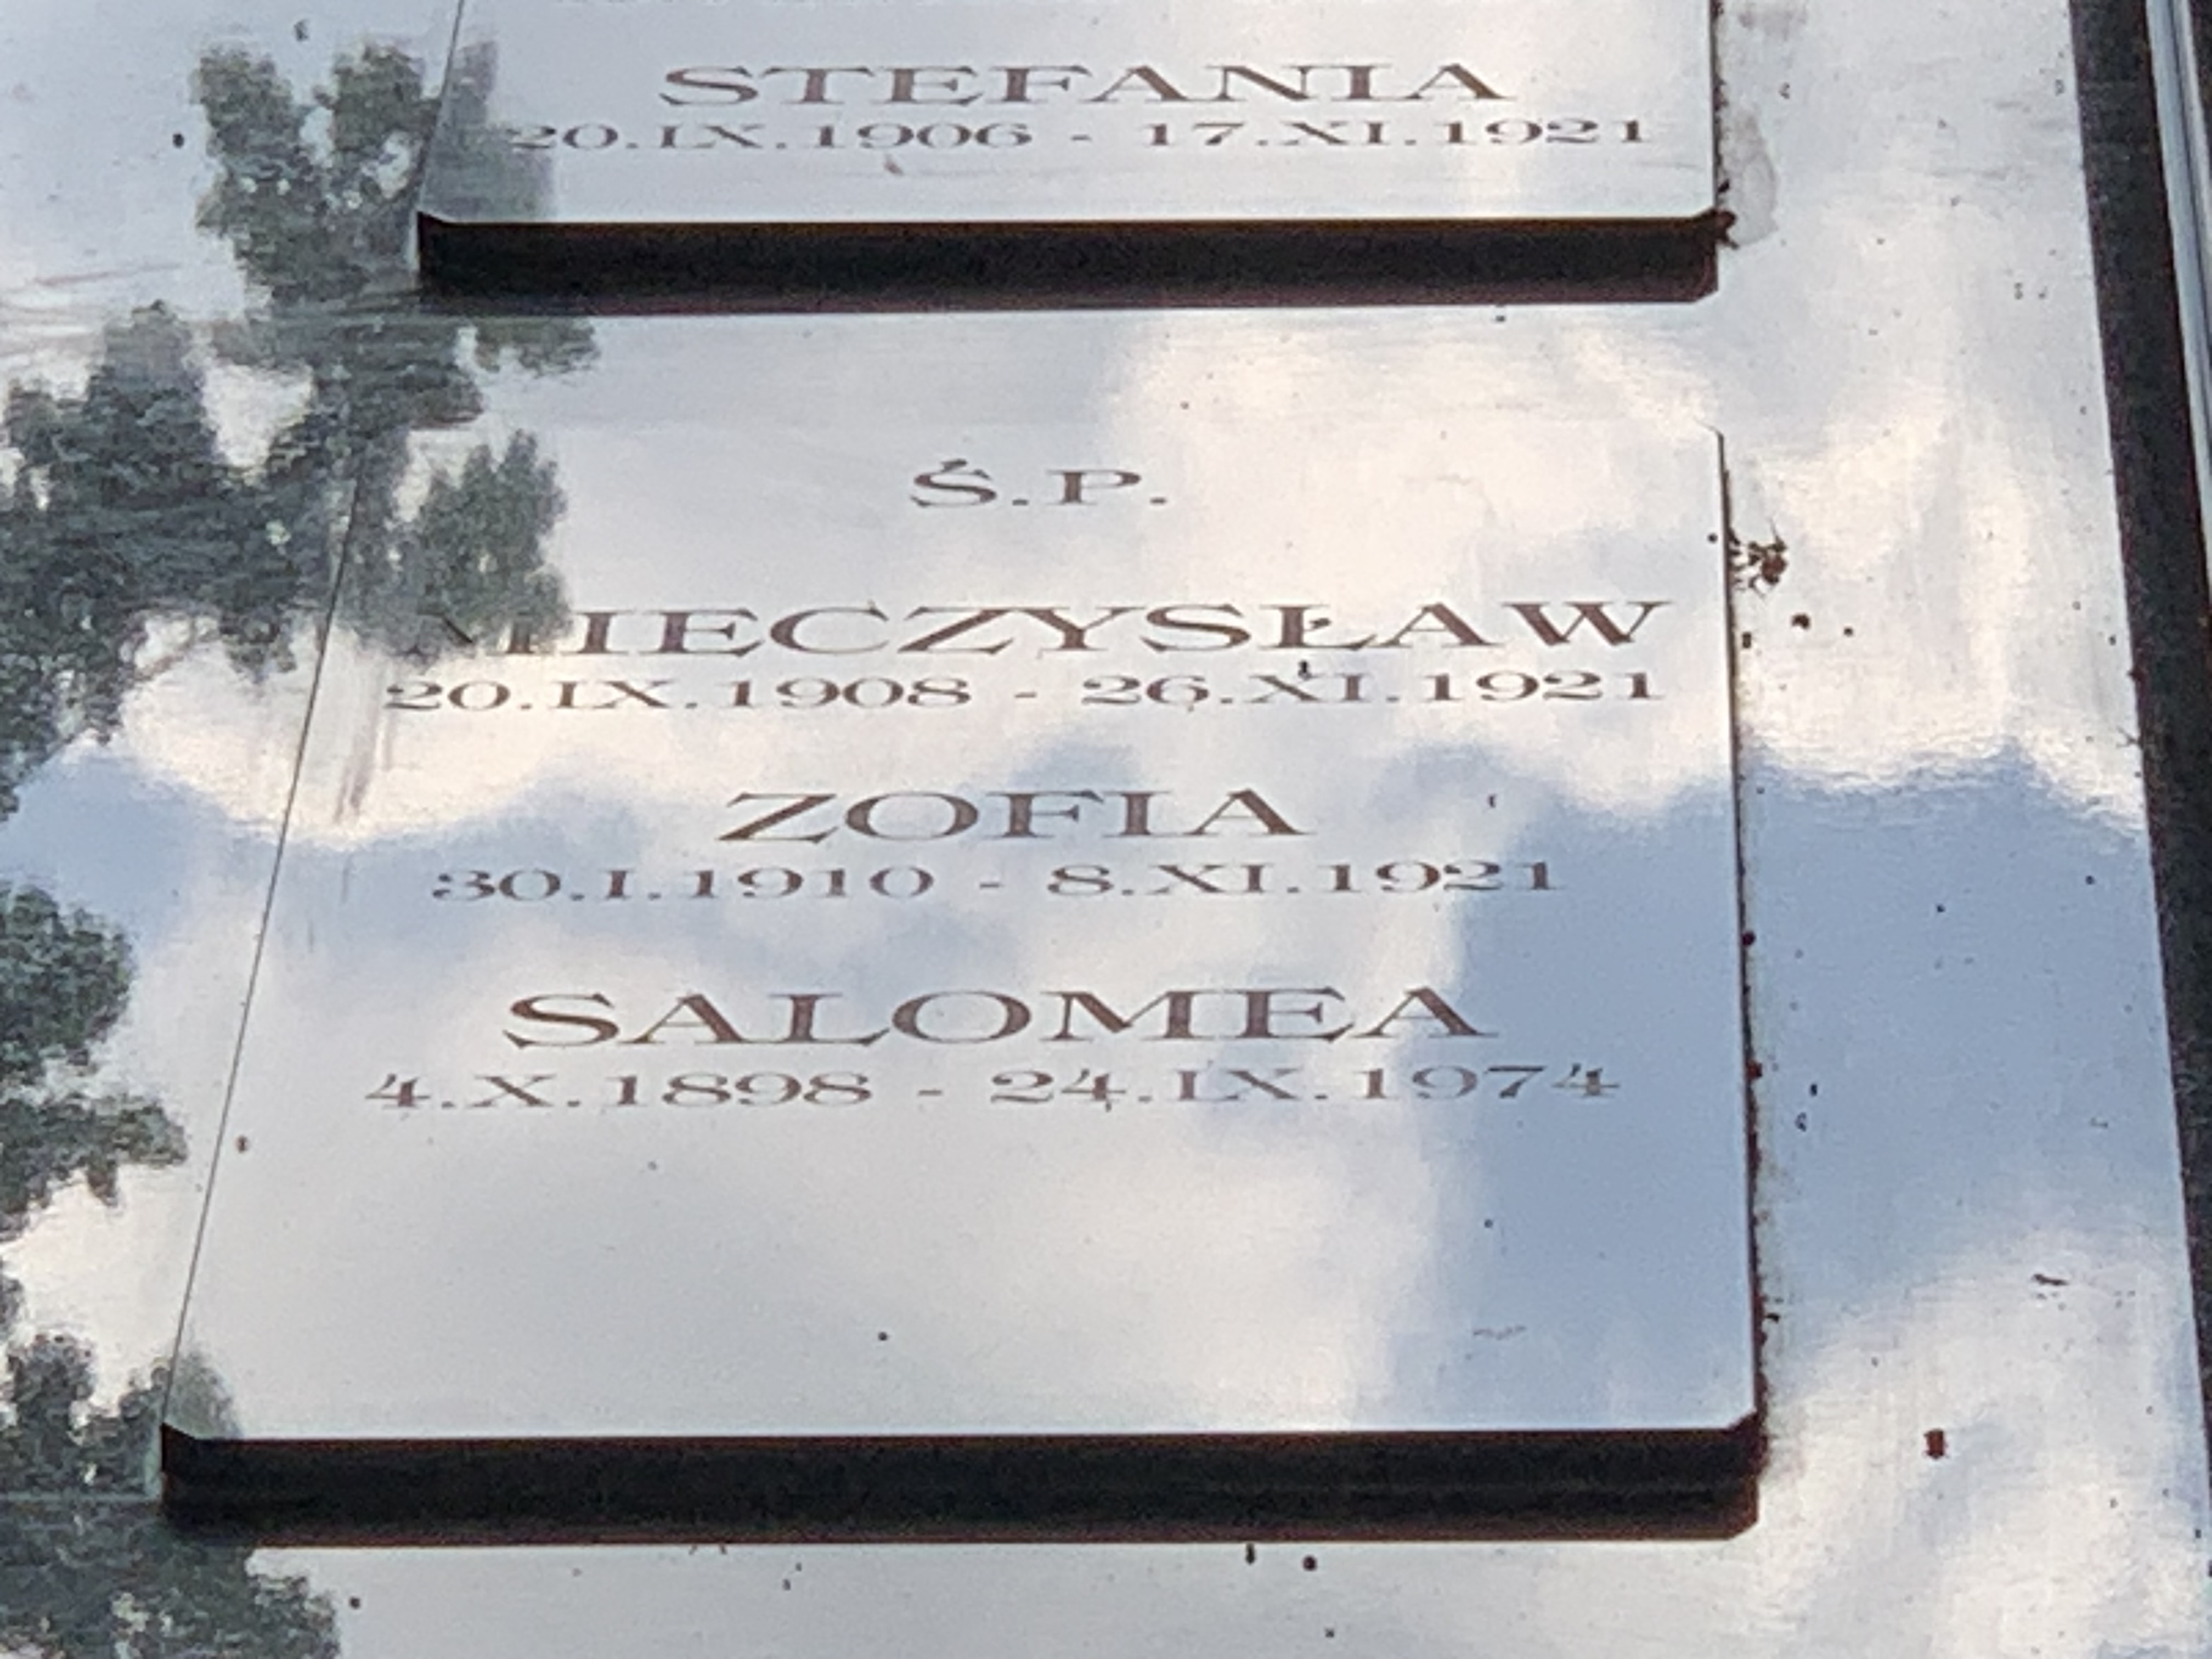 STEFANIA
20.IX.1906 - 17.XI.1921
Ś.P.
MIECZYSŁAW
20.IX.1908 - 26.XI.1921
ZOFIA
30.I.1910 - 8.XI.1921
SALOMEA
4.X.1898 - 24.IX.1974